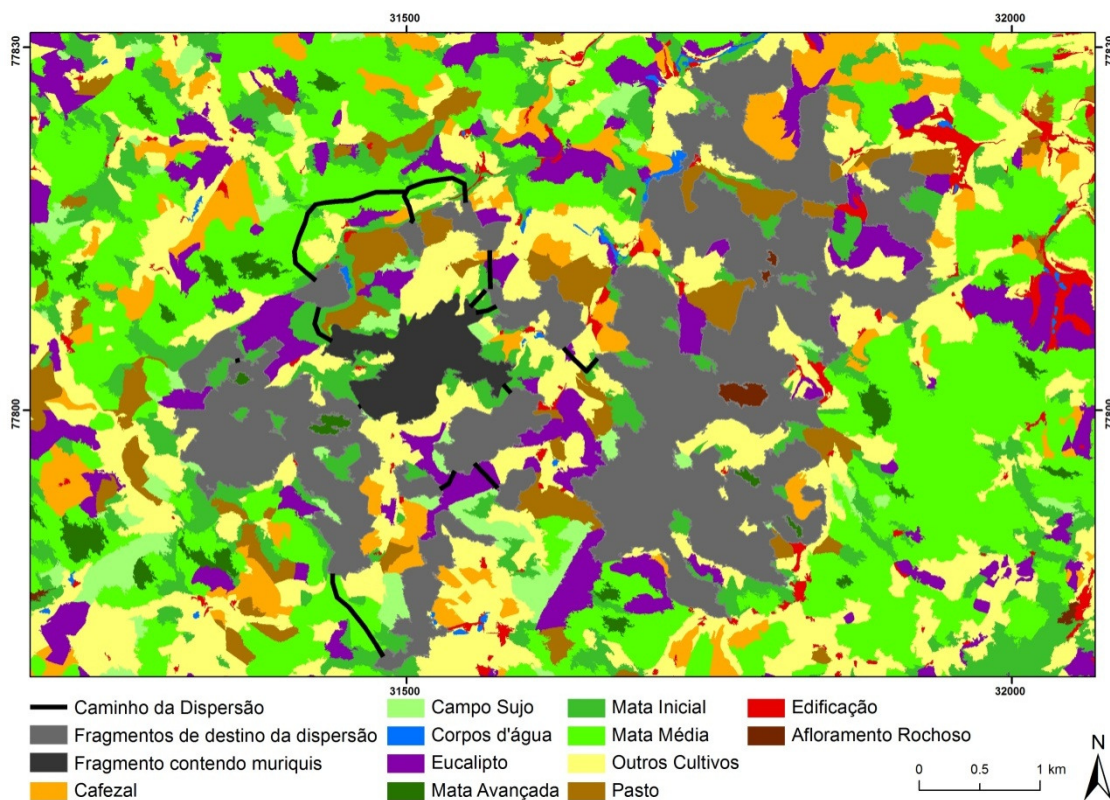 31500 32000
77830 77830
77800 77800
31500 32000
Caminho da Dispersão
Fragmentos de destino da dispersão
Fragmento contendo muriquis
Cafezal
Campo Sujo
Corpos d'água
Eucalipto
Mata Avançada
Mata Inicial
Mata Média
Outros Cultivos
Pasto
Edificação
Afloramento Rochoso
N
0 0.5 1 km